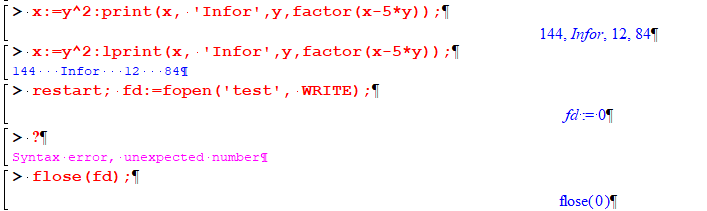 > x:=y^2:print(x, 'Infor',y,factor(x-5*y));¶
144, Infor, 12, 84¶
> x:=y^2:lprint(x, 'Infor',y,factor(x-5*y));¶
144···Infor···12···84¶
> restart; fd:=fopen('test', WRITE);¶
fd := 0¶
> ?¶
Syntax·error,·unexpected·number¶
> flose(fd);¶
flose(0)¶